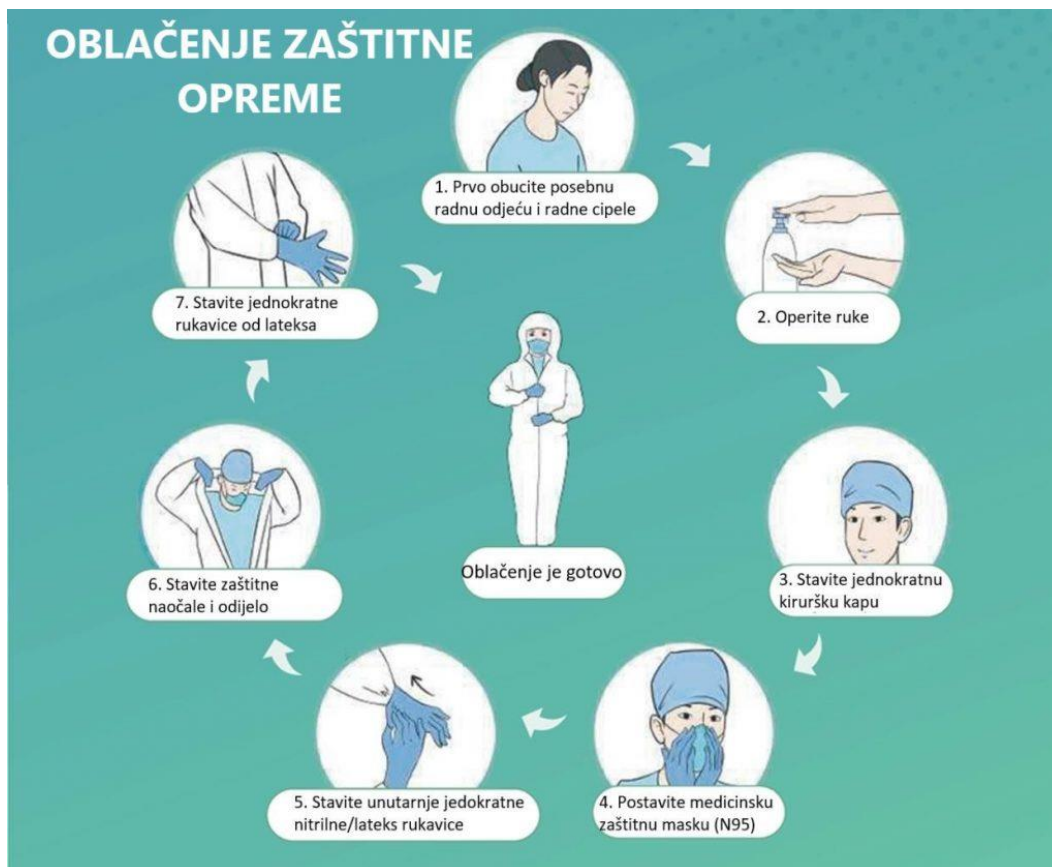 OBLAČENJE ZAŠTITNE
OPREME
1. Prvo obucite posebnu
radnu odjeću i radne cipele
2. Operite ruke
3. Stavite jednokratnu
kiruršku kapu
4. Postavite medicinsku
zaštitnu masku (N95)
5. Stavite unutarnje jedokratne
nitrilne/lateks rukavice
6. Stavite zaštitne
naočale i odijelo
7. Stavite jednokratne
rukavice od lateksa
Oblačenje je gotovo